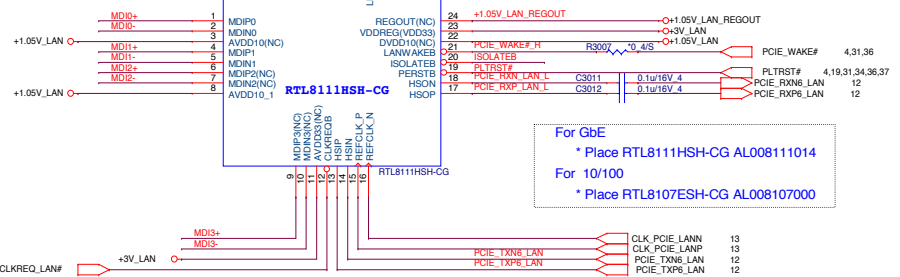 MDI0+ 1 MDIP0 REGOUT(NC) 24 +1.05V_LAN_REGOUT +1.05V_LAN_REGOUT
MDI0- 2 MDIN0 VDDREG(VDD33) 23 +3V_LAN
+1.05V_LAN 3 AVDD10(NC) DVDD10(NC) 22 +1.05V_LAN
MDI1+ 4 MDIP1 LANWAKEB 21 PCIE_WAKE#_R R3007 *0_4/S PCIE_WAKE# 4,31,36
MDI1- 5 MDIN1 ISOLATEB 20 ISOLATEB
MDI2+ 6 MDIP2(NC) PERSTB 19 PLTRST# PLTRST# 4,19,31,34,36,37
MDI2- 7 MDIN2(NC) HSON 18 PCIE_RXN_LAN_L C3011 0.1u/16V_4 PCIE_RXN6_LAN 12
+1.05V_LAN 8 AVDD10_1 HSOP 17 PCIE_RXP_LAN_L C3012 0.1u/16V_4 PCIE_RXP6_LAN 12
RTL8111HSH-CG
MDIP3(NC)
MDIN3(NC)
AVDD33(NC)
CLKREQB
HSIP
HSIN
REFCLK_P
REFCLK_N
RTL8111HSH-CG
9 10 11 12 13 14 15 16
For GbE
* Place RTL8111HSH-CG AL008111014
For 10/100
* Place RTL8107ESH-CG AL008107000
MDI3+ CLK_PCIE_LANN 13
MDI3- CLK_PCIE_LANP 13
+3V_LAN PCIE_TXN6_LAN PCIE_TXN6_LAN 12
CLKREQ_LAN# PCIE_TXP6_LAN PCIE_TXP6_LAN 12